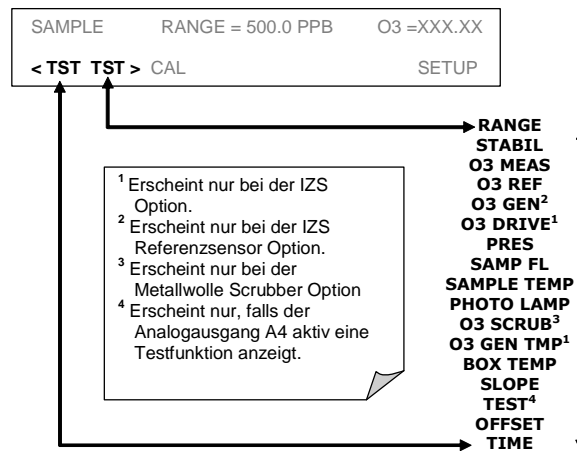 SAMPLE RANGE = 500.0 PPB O3 =XXX.XX
< TST TST > CAL SETUP
¹ Erscheint nur bei der IZS
Option.
² Erscheint nur bei der IZS
Referenzsensor Option.
³ Erscheint nur bei der
Metallwolle Scrubber Option
⁴ Erscheint nur, falls der
Analogausgang A4 aktiv eine
Testfunktion anzeigt.
RANGE
STABIL
O3 MEAS
O3 REF
O3 GEN²
O3 DRIVE¹
PRES
SAMP FL
SAMPLE TEMP
PHOTO LAMP
O3 SCRUB³
O3 GEN TMP¹
BOX TEMP
SLOPE
TEST⁴
OFFSET
TIME